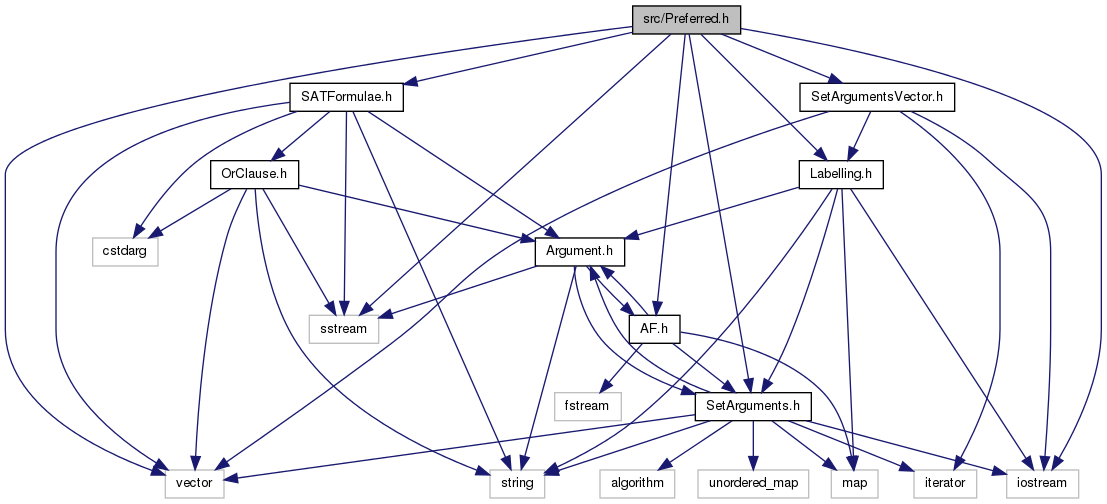 src/Preferred.h
SATFormulae.h
SetArgumentsVector.h
OrClause.h
Labelling.h
cstdarg
Argument.h
sstream
AF.h
fstream
SetArguments.h
vector
string
algorithm
unordered_map
map
iterator
iostream